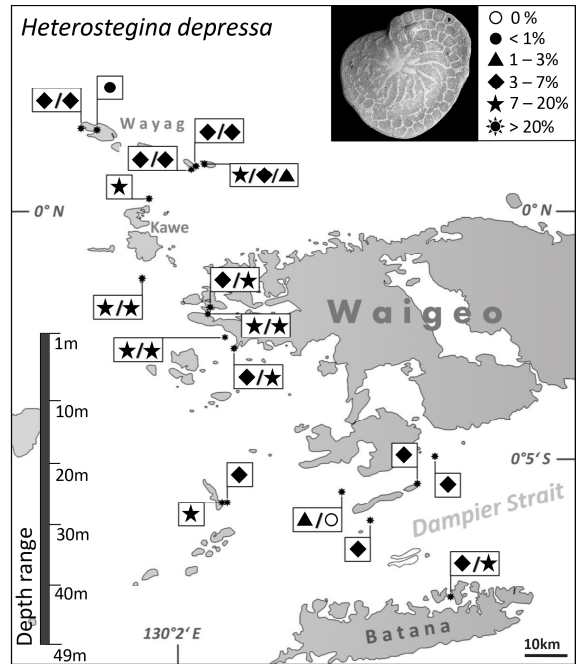 Heterostegina depressa
0 %
< 1%
1 – 3%
3 – 7%
7 – 20%
> 20%
Wayag
0° N
0° N
Kawe
Waigeo
Depth range
1m
10m
20m
30m
40m
49m
0°5‘ S
Dampier Strait
130°2‘ E
Batana
10km